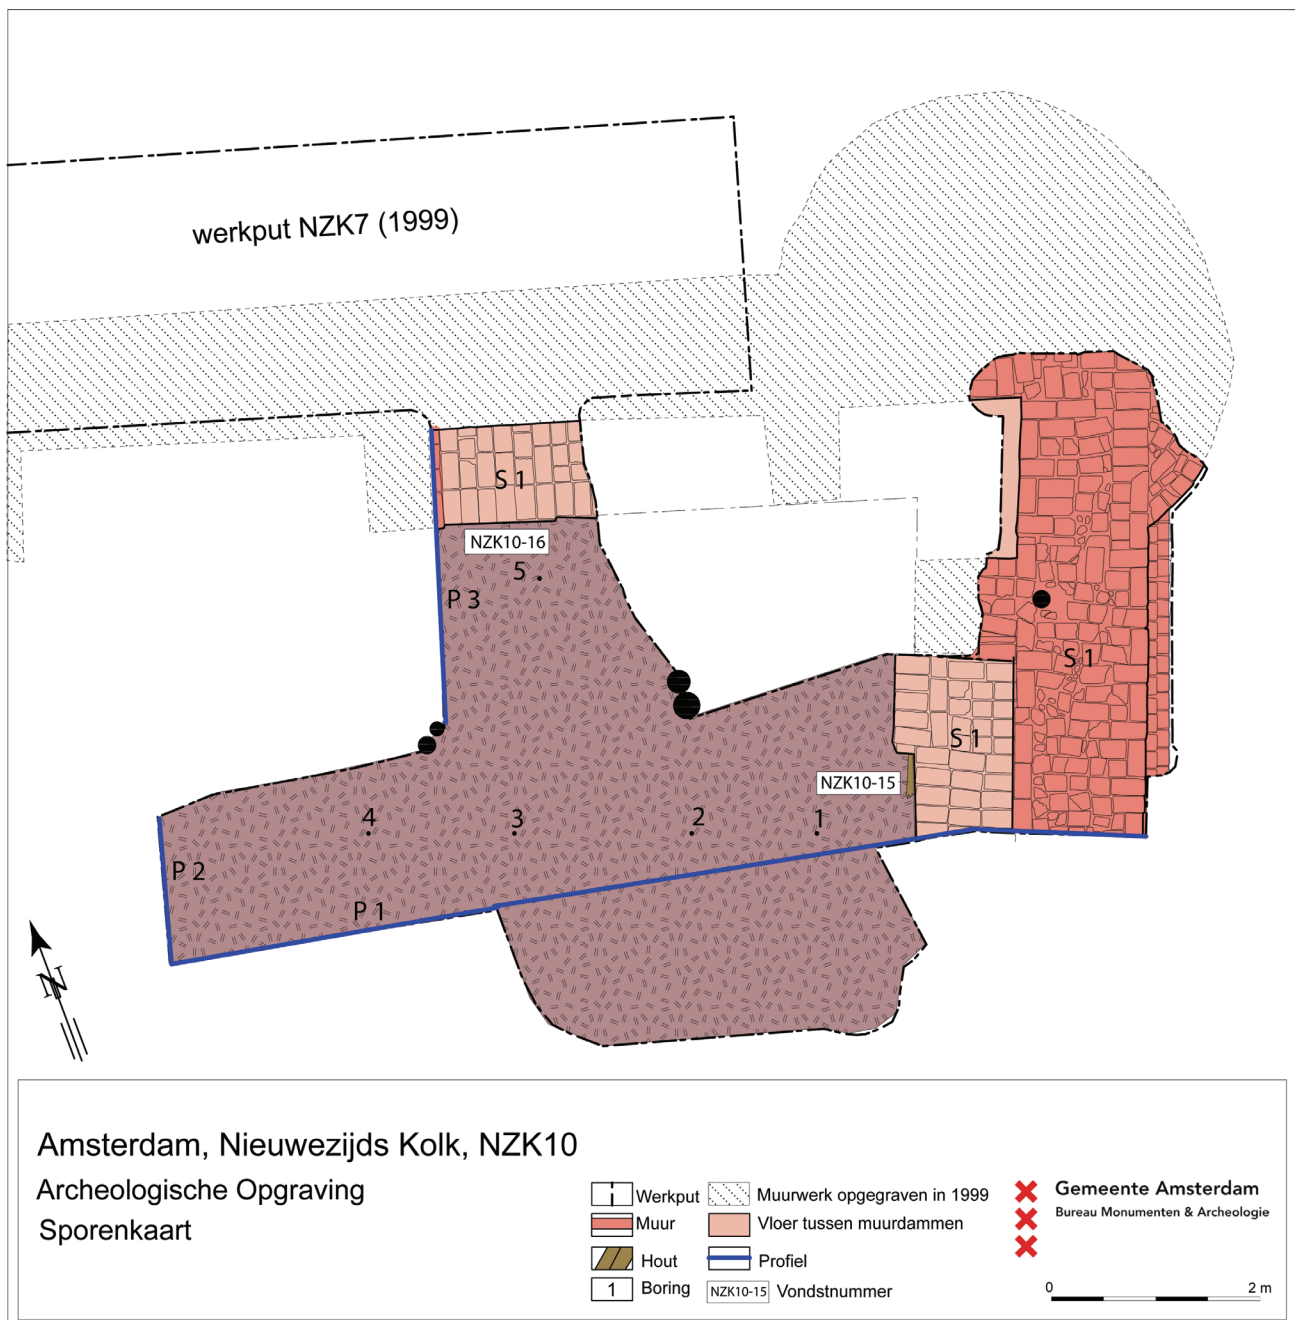 werkput NZK7 (1999)
S 1
NZK10-16
5
P 3
S 1
S 1
NZK10-15
4
3
2
1
P 2
P 1
N
Amsterdam, Nieuwezijds Kolk, NZK10
Archeologische Opgraving
Sporenkaart
Werkput
Muurwerk opgegraven in 1999
Muur
Vloer tussen muurdammen
Hout
Profiel
1 Boring
NZK10-15 Vondstnummer
Gemeente Amsterdam
Bureau Monumenten & Archeologie
0 2 m